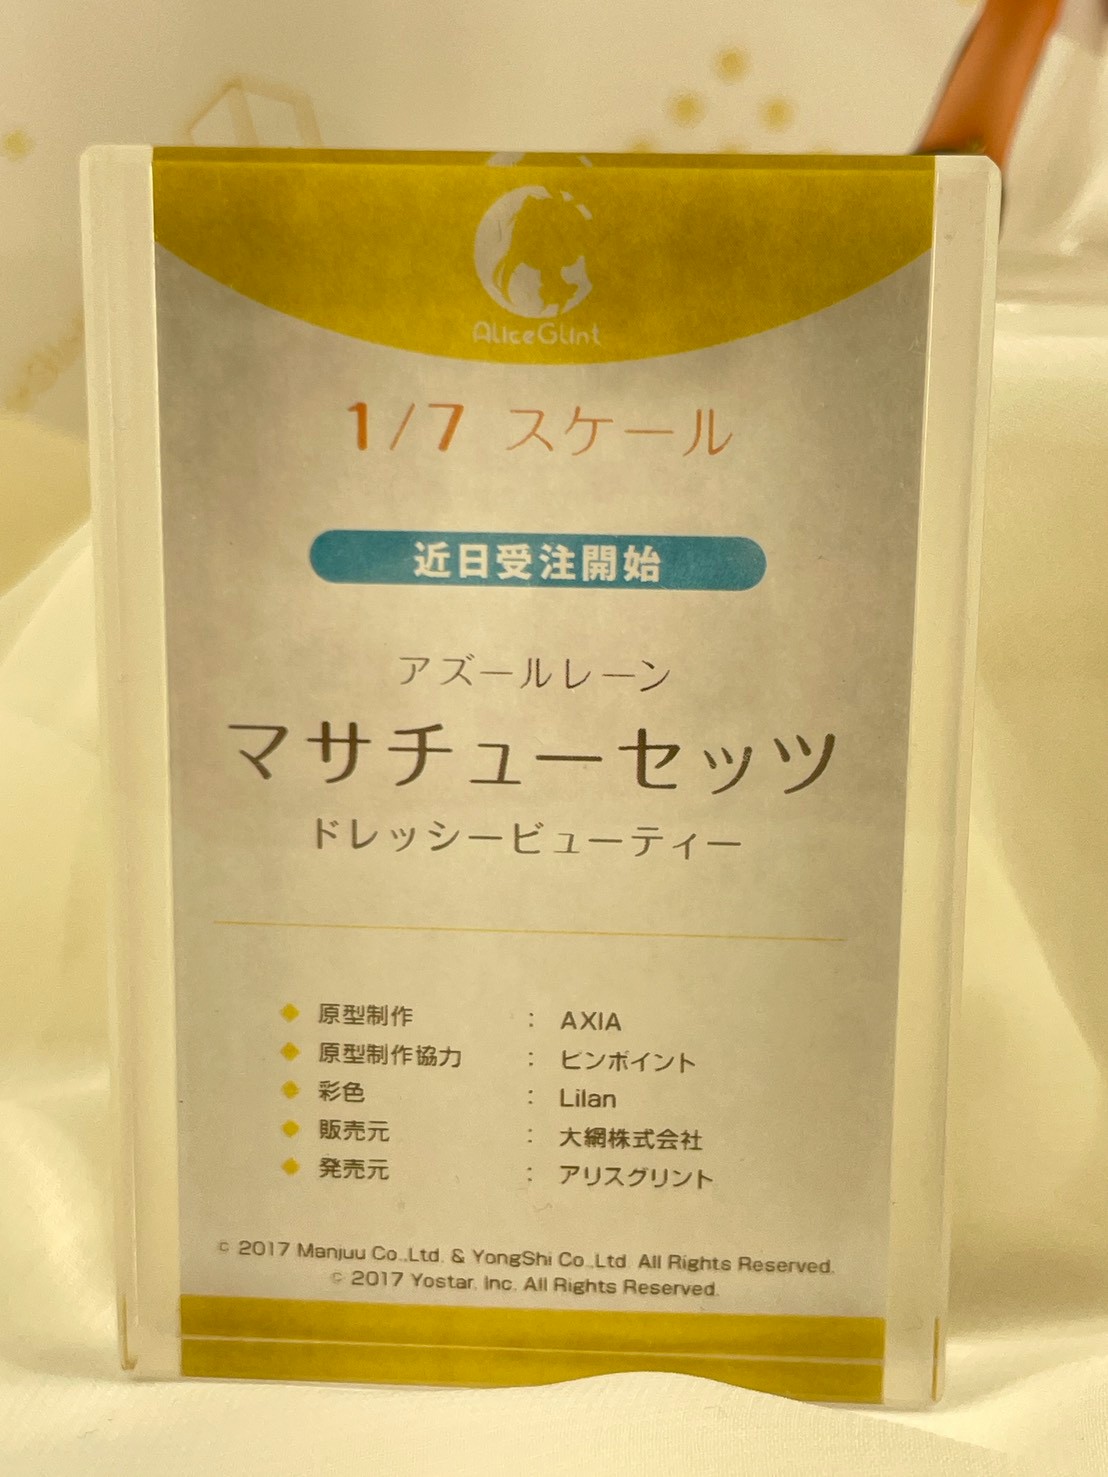 AliceGlint
1/7 スケール
近日受注開始
アズールレーン
マサチューセッツ
ドレッシービューティー
◆ 原型制作 : AXIA
◆ 原型制作協力 : ピンポイント
◆ 彩色 : Lilan
◆ 販売元 : 大網株式会社
◆ 発売元 : アリスグリント
© 2017 Manjuu Co.,Ltd. & YongShi Co.,Ltd. All Rights Reserved.
© 2017 Yostar, Inc. All Rights Reserved.